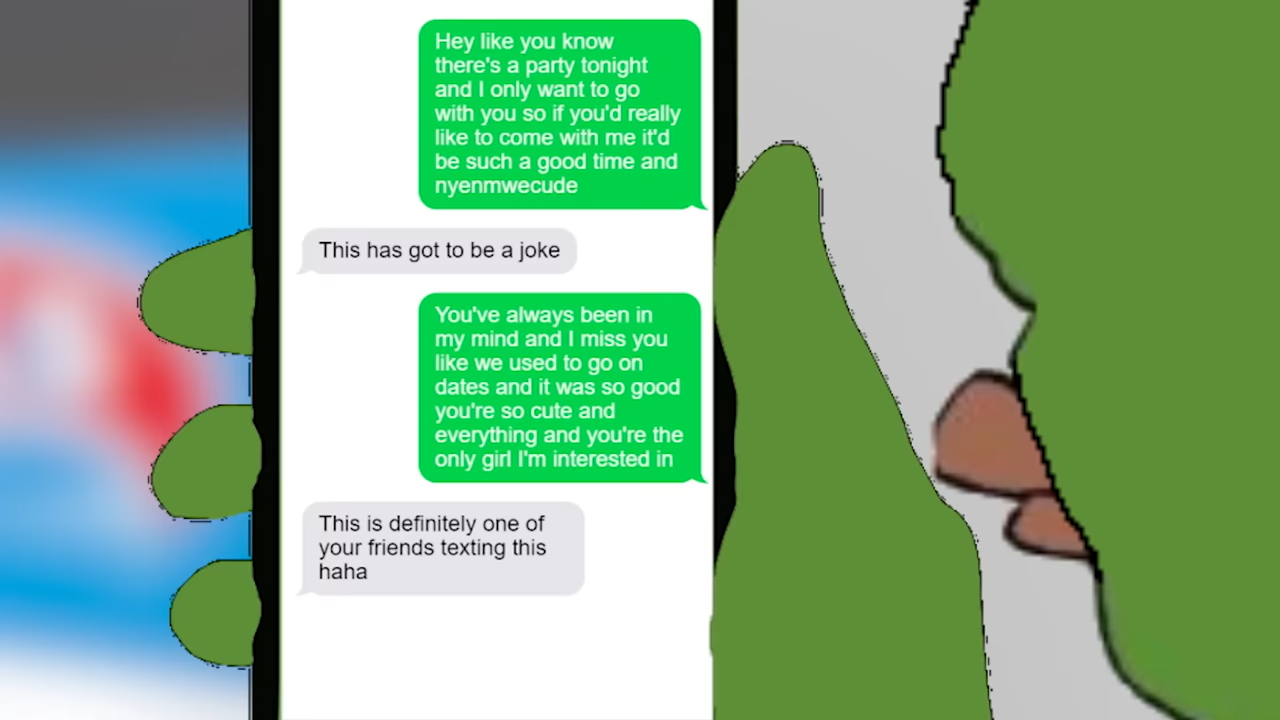 Hey like you know
there's a party tonight
and I only want to go
with you so if you'd really
like to come with me it'd
be such a good time and
nyenmwecude
This has got to be a joke
You've always been in
my mind and I miss you
like we used to go on
dates and it was so good
you're so cute and
everything and you're the
only girl I'm interested in
This is definitely one of
your friends texting this
haha